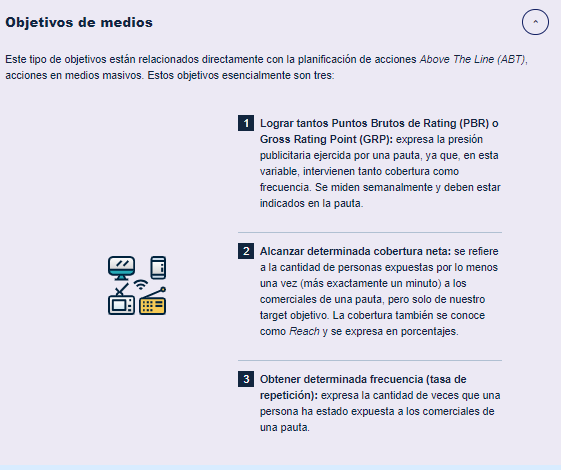 Objetivos de medios
Este tipo de objetivos están relacionados directamente con la planificación de acciones Above The Line (ABT),
acciones en medios masivos. Estos objetivos esencialmente son tres:
1 Lograr tantos Puntos Brutos de Rating (PBR) o
Gross Rating Point (GRP): expresa la presión
publicitaria ejercida por una pauta, ya que, en esta
variable, intervienen tanto cobertura como
frecuencia. Se miden semanalmente y deben estar
indicados en la pauta.
2 Alcanzar determinada cobertura neta: se refiere
a la cantidad de personas expuestas por lo menos
una vez (más exactamente un minuto) a los
comerciales de una pauta, pero solo de nuestro
target objetivo. La cobertura también se conoce
como Reach y se expresa en porcentajes.
3 Obtener determinada frecuencia (tasa de
repetición): expresa la cantidad de veces que una
persona ha estado expuesta a los comerciales de
una pauta.